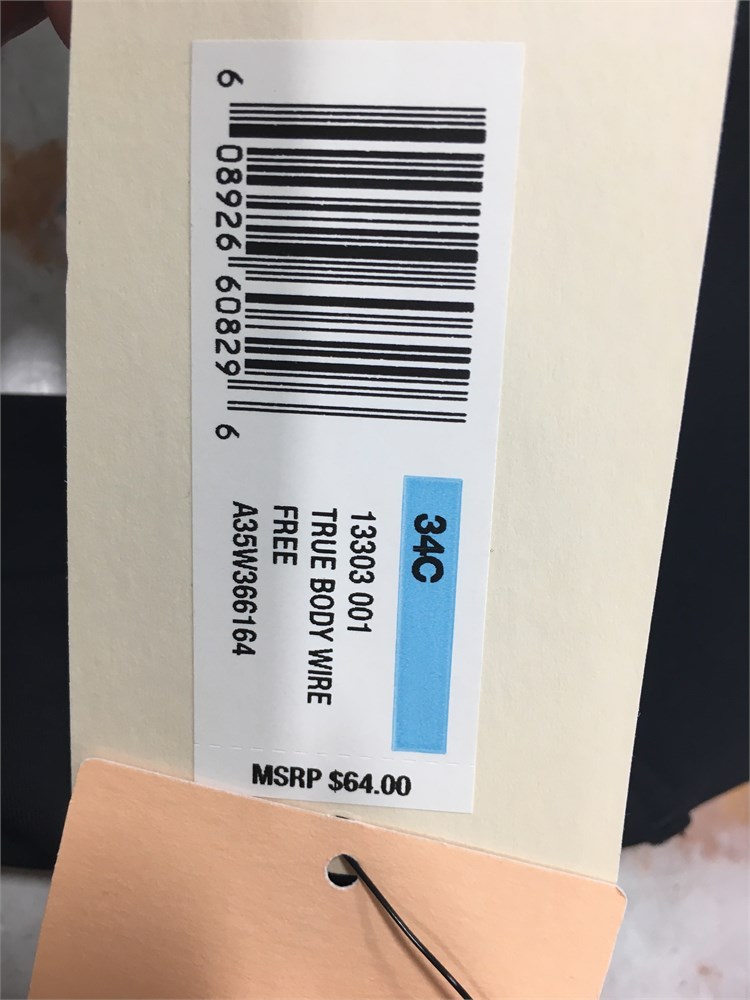 6 08926 60829 6
34C
13303 001
TRUE BODY WIRE
FREE
A35W366164
MSRP $64.00